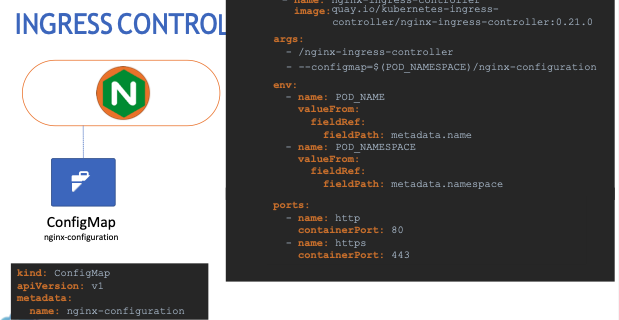 INGRESS CONTROL
- name: nginx-ingress-controller
image: quay.io/kubernetes-ingress-
controller/nginx-ingress-controller:0.21.0
args:
- /nginx-ingress-controller
- --configmap=$(POD_NAMESPACE)/nginx-configuration
env:
- name: POD_NAME
valueFrom:
fieldRef:
fieldPath: metadata.name
- name: POD_NAMESPACE
valueFrom:
fieldRef:
fieldPath: metadata.namespace
ports:
- name: http
containerPort: 80
- name: https
containerPort: 443
N
ConfigMap
nginx-configuration
kind: ConfigMap
apiVersion: v1
metadata:
name: nginx-configuration